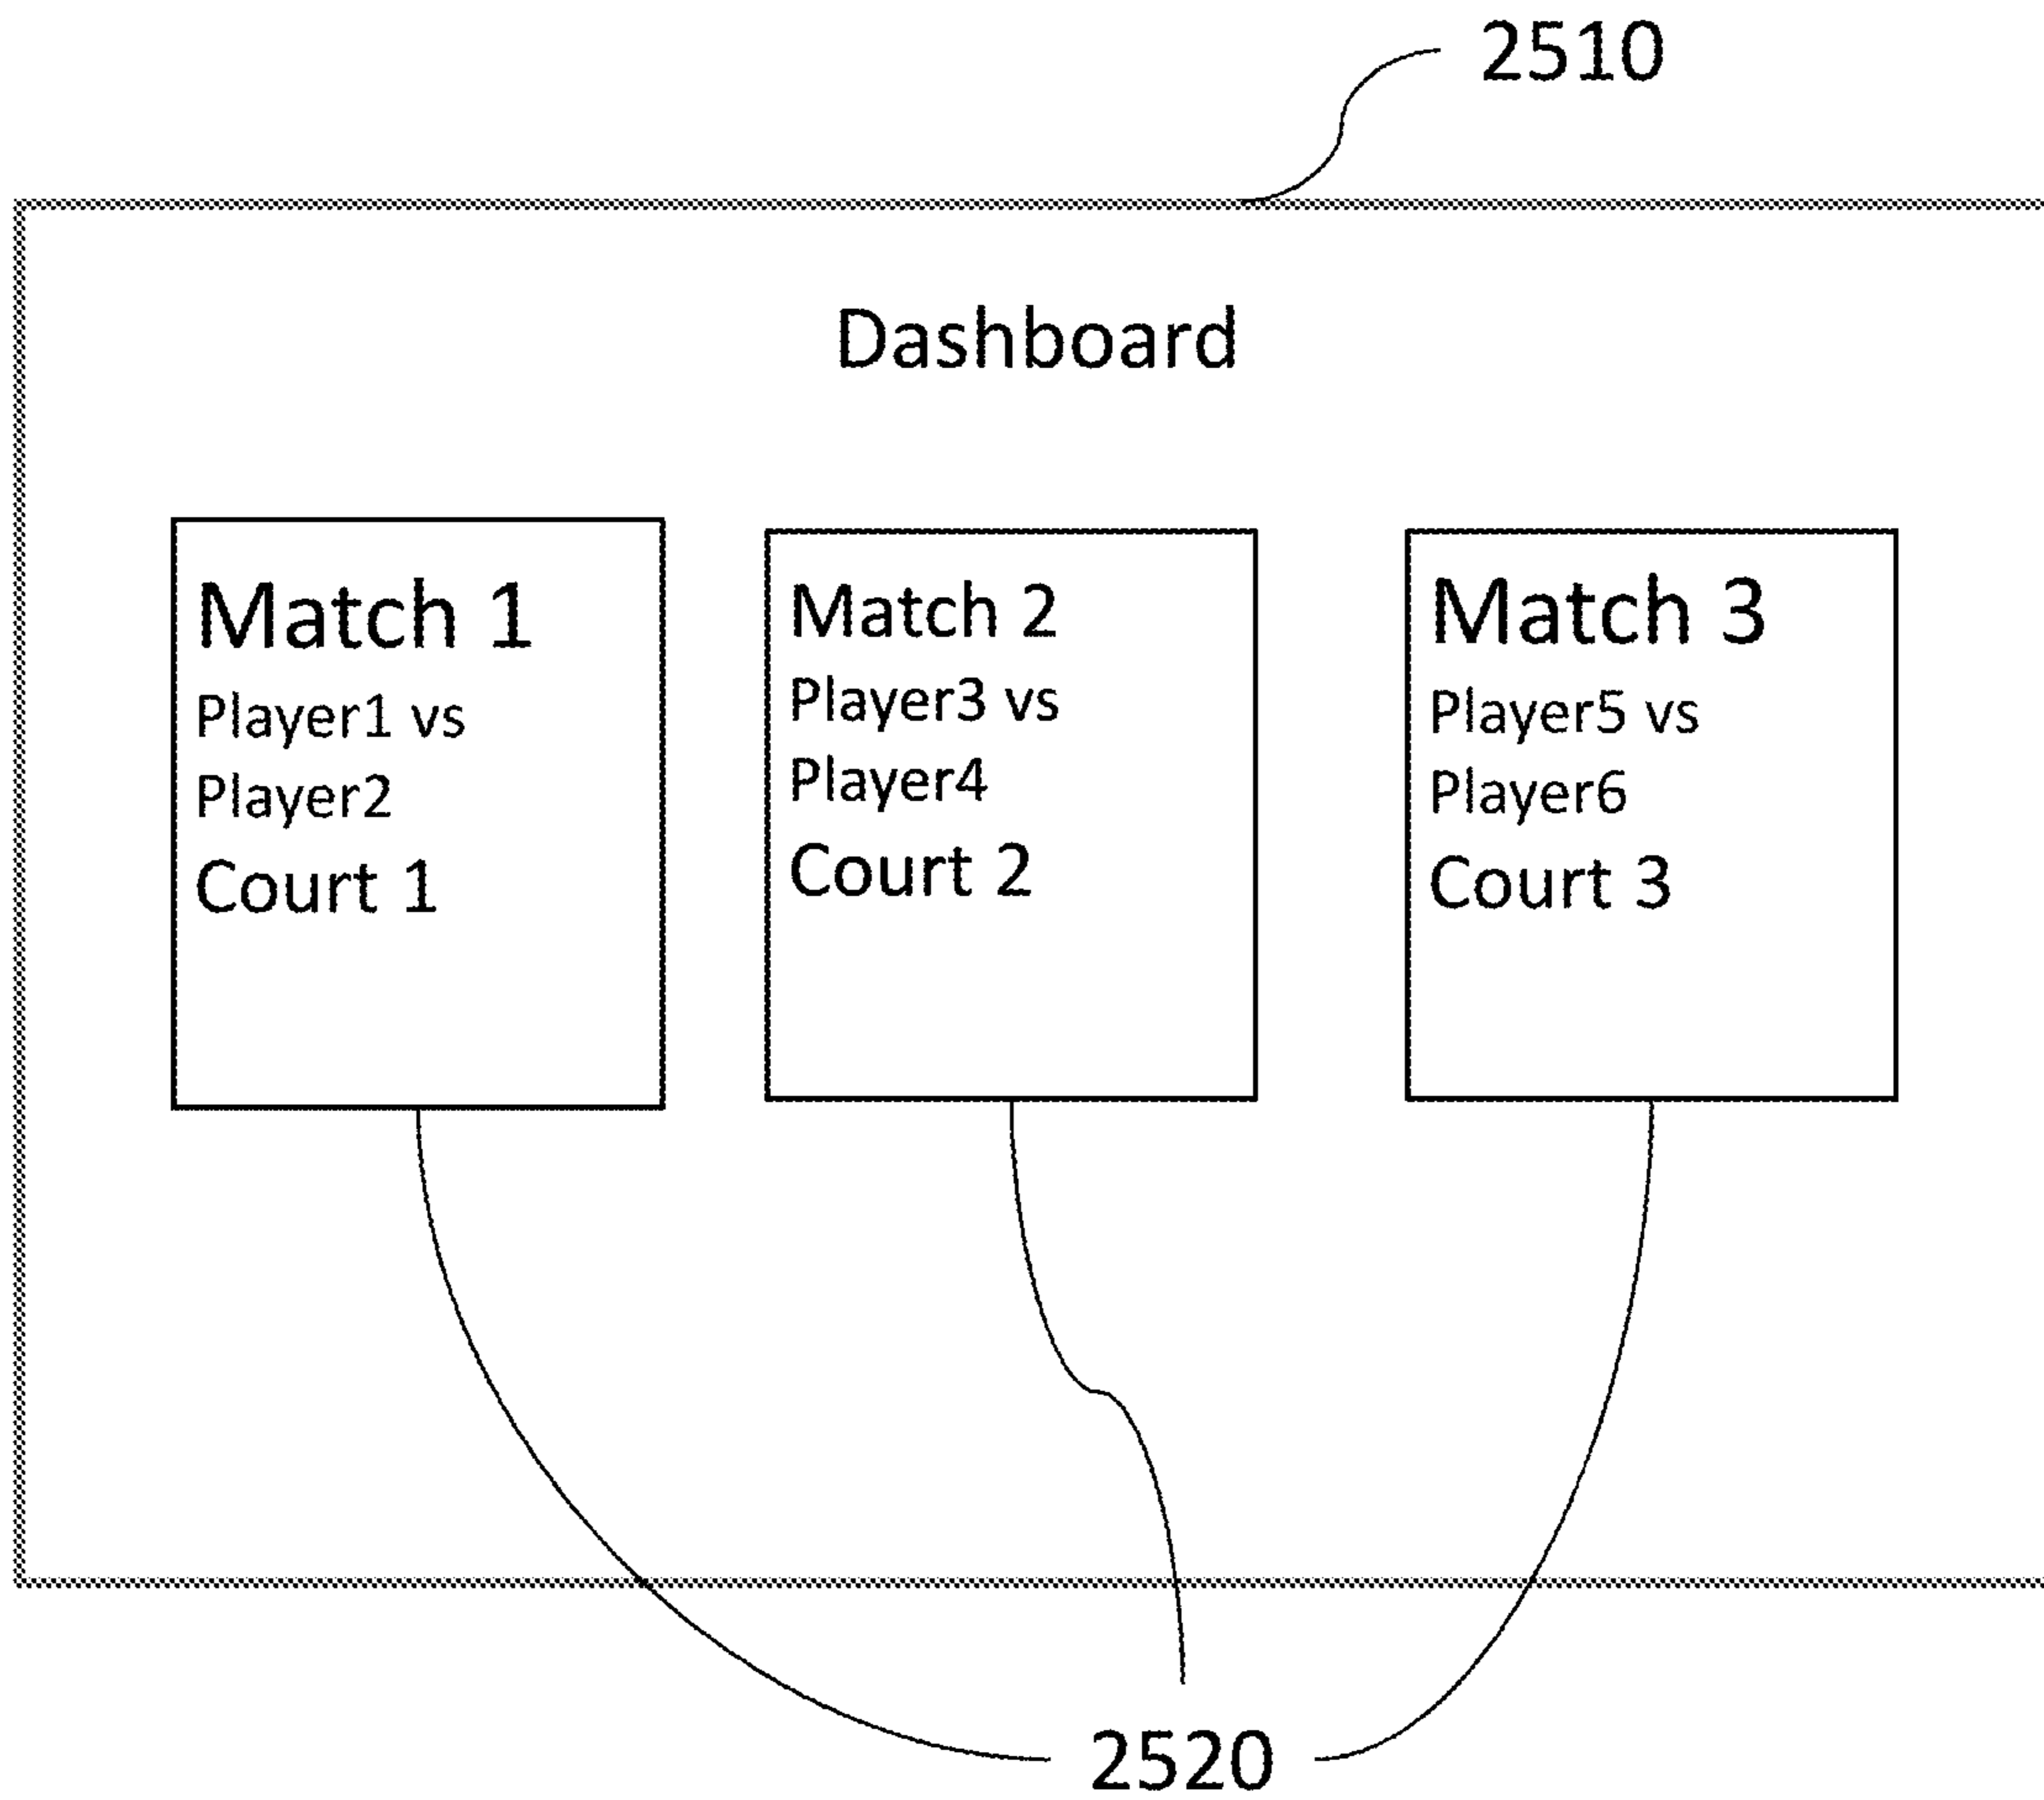 2510
Dashboard
Match 1
Player1 vs
Player2
Court 1
Match 2
Player3 vs
Player4
Court 2
Match 3
Player5 vs
Player6
Court 3
2520